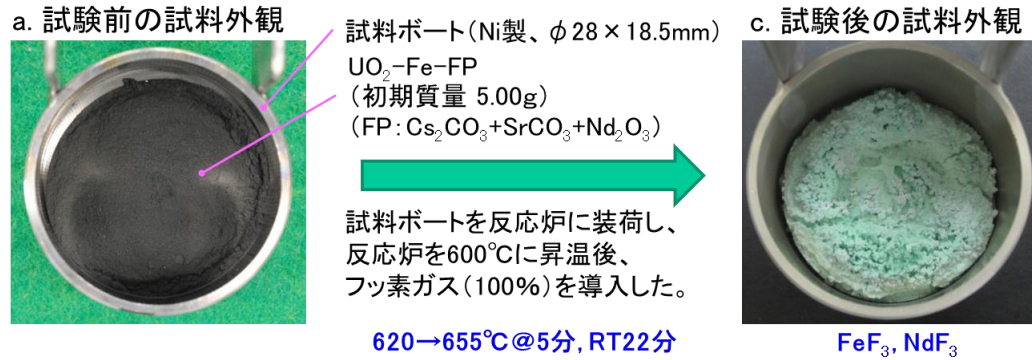 a. 試験前の試料外観
試料ボート（Ni製、φ28×18.5mm）
UO₂-Fe-FP
（初期質量 5.00g）
（FP：Cs₂CO₃+SrCO₃+Nd₂O₃）
試料ボートを反応炉に装荷し、
反応炉を600℃に昇温後、
フッ素ガス（100％）を導入した。
620→655℃@5分, RT22分
c. 試験後の試料外観
FeF₃, NdF₃